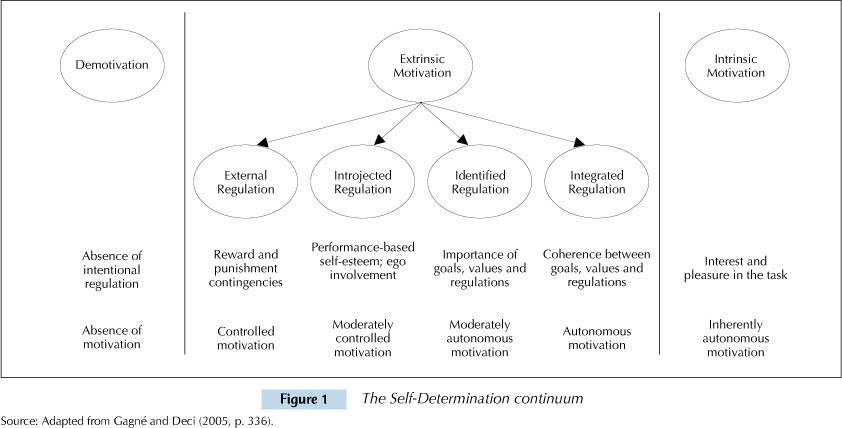 Demotivation
Extrinsic
Motivation
Intrinsic
Motivation
External
Regulation
Introjected
Regulation
Identified
Regulation
Integrated
Regulation
Absence of
intentional
regulation
Reward and
punishment
contingencies
Performance-based
self-esteem; ego
involvement
Importance of
goals, values and
regulations
Coherence between
goals, values and
regulations
Interest and
pleasure in the task
Absence of
motivation
Controlled
motivation
Moderately
controlled
motivation
Moderately
autonomous
motivation
Autonomous
motivation
Inherently
autonomous
motivation
Figure 1 The Self-Determination continuum
Source: Adapted from Gagné and Deci (2005, p. 336).